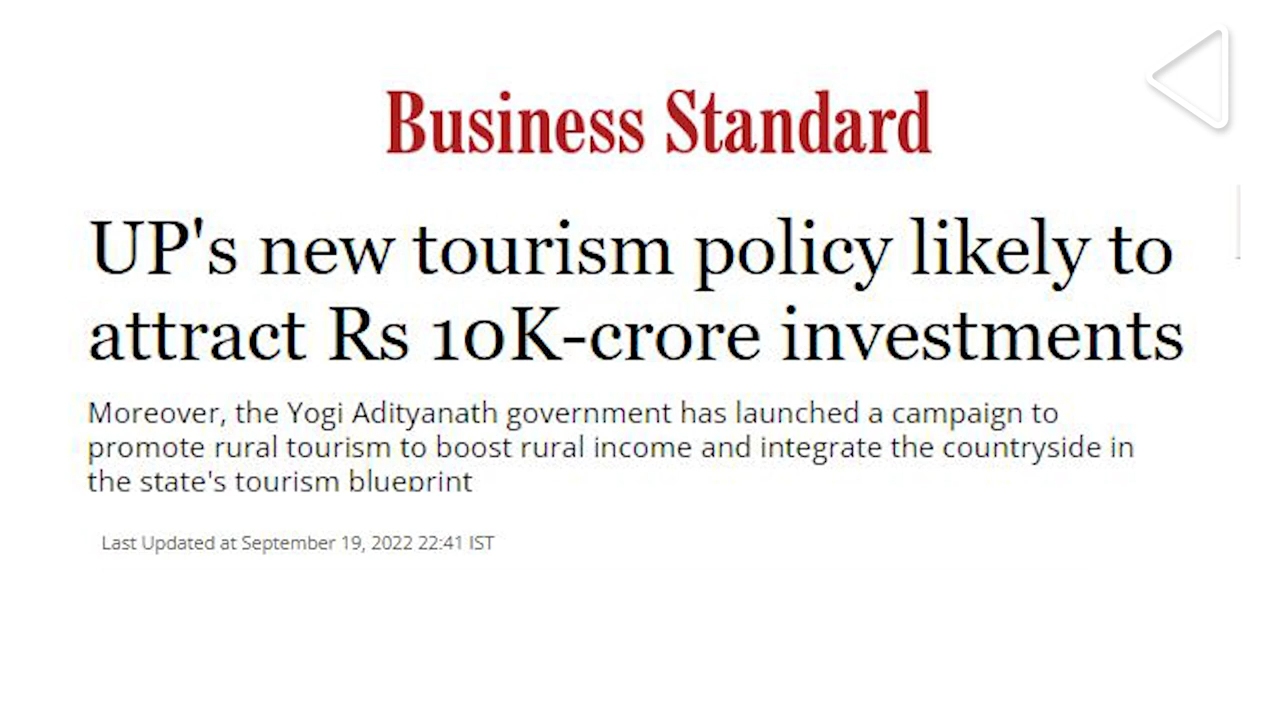 Business Standard
UP's new tourism policy likely to
attract Rs 10K-crore investments
Moreover, the Yogi Adityanath government has launched a campaign to
promote rural tourism to boost rural income and integrate the countryside in
the state's tourism blueprint
Last Updated at September 19, 2022 22:41 IST